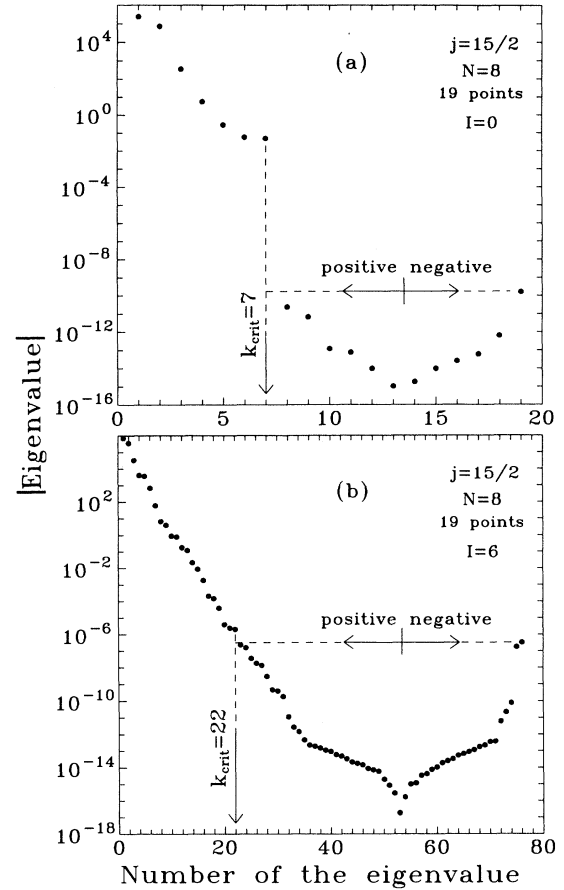 (a)
j=15/2
N=8
19 points
I=0
10^4
10^0
10^-4
10^-8
10^-12
10^-16
positive negative
k_crit=7
0 5 10 15 20
|Eigenvalue|
(b)
j=15/2
N=8
19 points
I=6
10^2
10^-2
10^-6
10^-10
10^-14
10^-18
positive negative
k_crit=22
0 20 40 60 80
Number of the eigenvalue